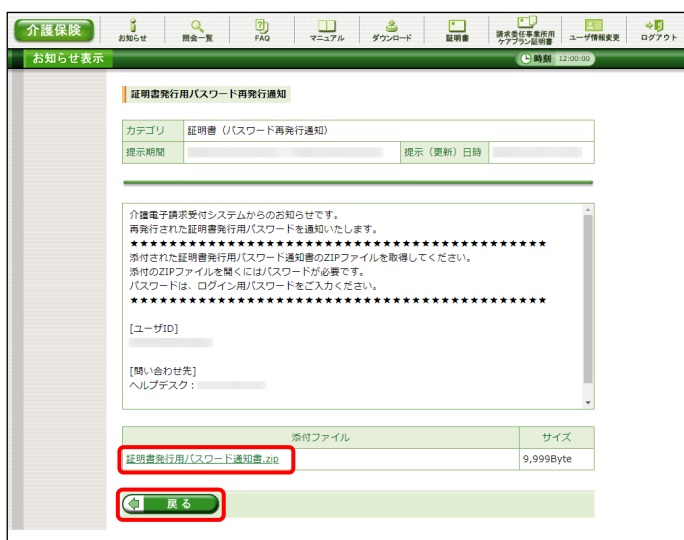 介護保険
お知らせ
照会一覧
FAQ
マニュアル
ダウンロード
証明書
請求委任事業所用
ケアプラン証明書
ユーザ情報変更
ログアウト
お知らせ表示
時刻 12:00:00
証明書発行用パスワード再発行通知
カテゴリ 証明書（パスワード再発行通知）
提示期間 提示（更新）日時
介護電子請求受付システムからのお知らせです。
再発行された証明書発行用パスワードを通知いたします。
★★★★★★★★★★★★★★★★★★★★★★★★★★★★★★★★★★★★★★★★★★★
添付された証明書発行用パスワード通知書のZIPファイルを取得してください。
添付のZIPファイルを開くにはパスワードが必要です。
パスワードは、ログイン用パスワードをご入力ください。
★★★★★★★★★★★★★★★★★★★★★★★★★★★★★★★★★★★★★★★★★★★
[ユーザID]
[問い合わせ先]
ヘルプデスク：
添付ファイル サイズ
証明書発行用パスワード通知書.zip 9,999Byte
戻る